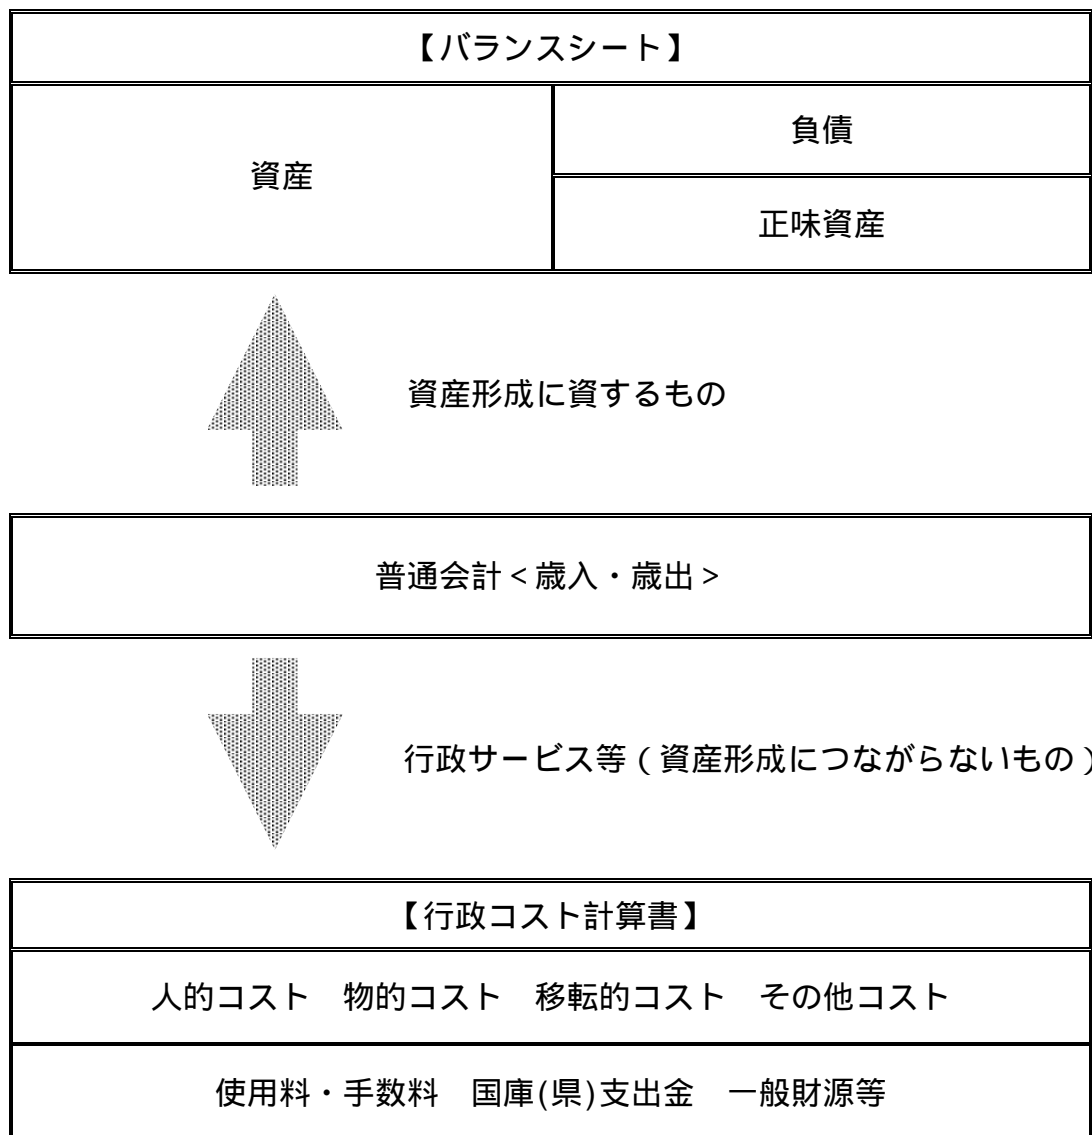 【バランスシート】
資産
負債
正味資産
資産形成に資するもの
普通会計<歳入・歳出>
行政サービス等(資産形成につながらないもの)
【行政コスト計算書】
人的コスト　物的コスト　移転的コスト　その他コスト
使用料・手数料　国庫(県)支出金　一般財源等